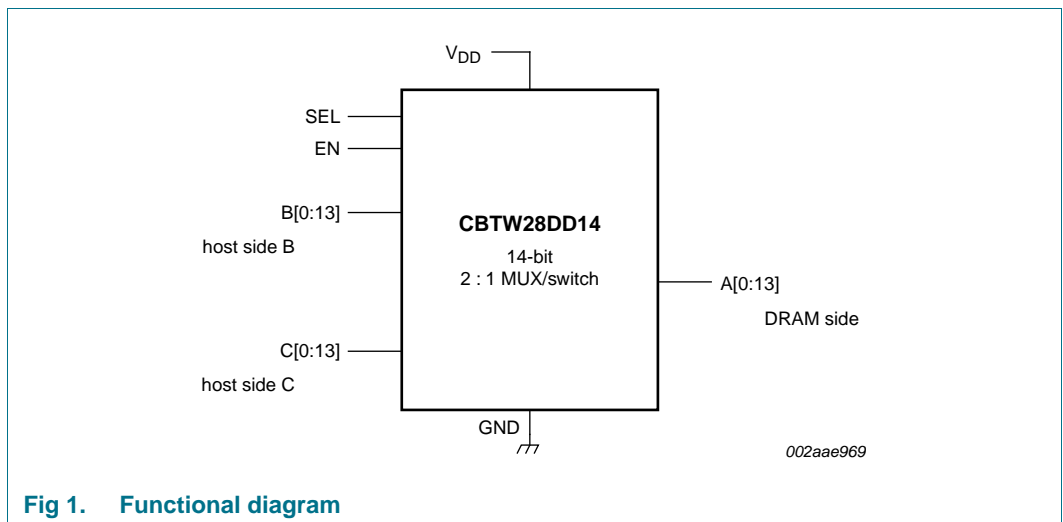 VDD
SEL
EN
B[0:13]
host side B
CBTW28DD14
14-bit
2 : 1 MUX/switch
A[0:13]
DRAM side
C[0:13]
host side C
GND
002aae969
Fig 1. Functional diagram